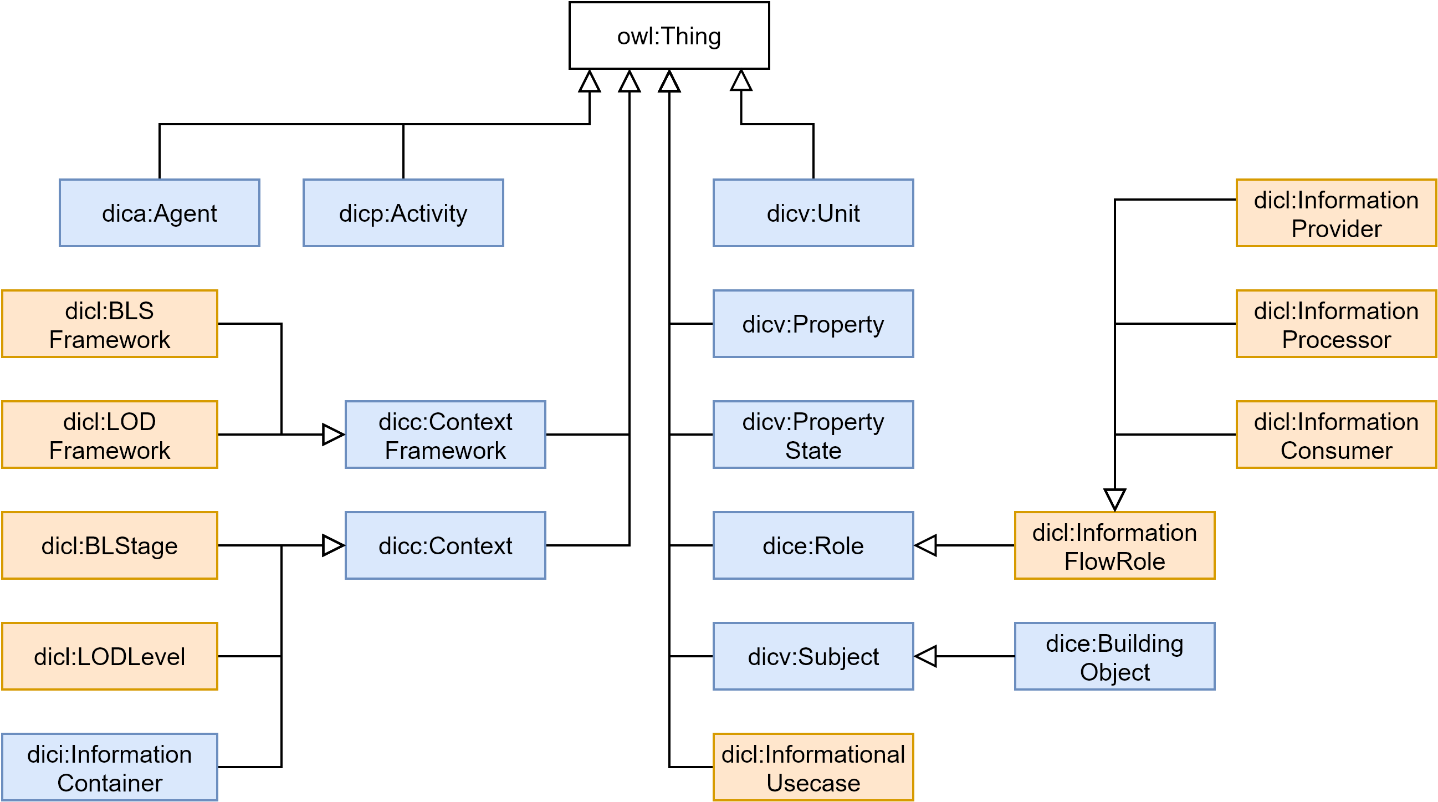 owl:Thing
dica:Agent
dicp:Activity
dicv:Unit
dicl:Information
Provider
dicl:BLS
Framework
dicv:Property
dicl:Information
Processor
dicl:LOD
Framework
dicc:Context
Framework
dicv:Property
State
dicl:Information
Consumer
dicl:BLStage
dicc:Context
dice:Role
dicl:Information
FlowRole
dicl:LODLevel
dicv:Subject
dice:Building
Object
dici:Information
Container
dicl:Informational
Usecase